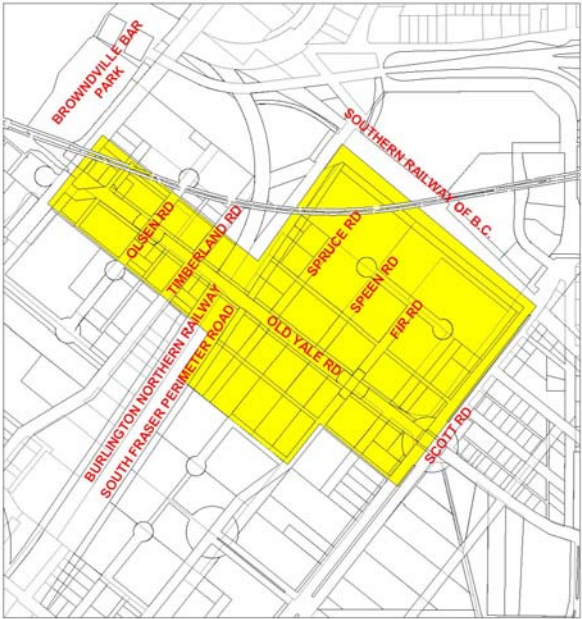 BROWNDVILLE BAR
PARK
SOUTHERN RAILWAY OF B.C.
OLSEN RD
TIMBERLAND RD
SPRUCE RD
SPEEN RD
FIR RD
OLD YALE RD
BURLINGTON NORTHERN RAILWAY
SOUTH FRASER PERIMETER ROAD
SCOTT RD